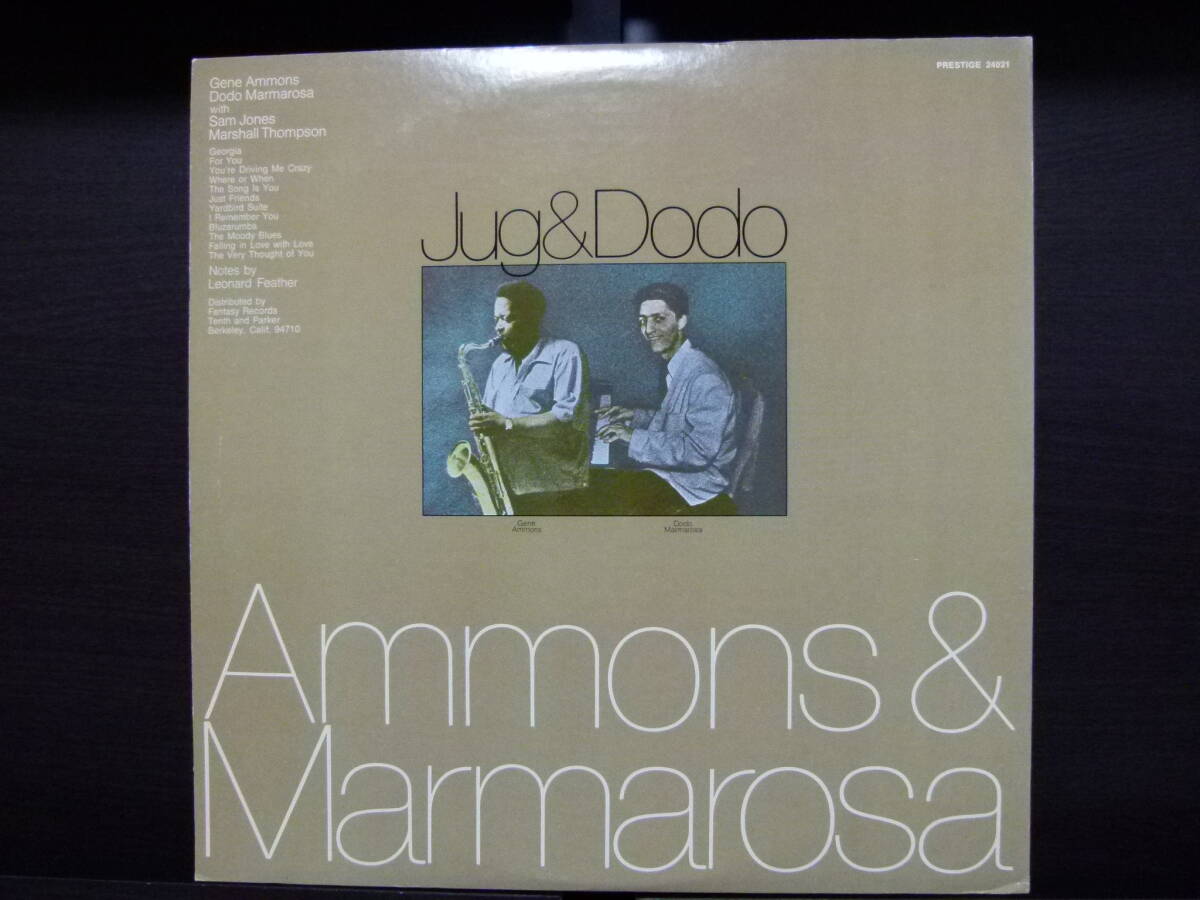 Gene Ammons
Dodo Marmarosa
with
Sam Jones
Marshall Thompson
Georgia
For You
You're Driving Me Crazy
Where or When
The Song Is You
Just Friends
Yardbird Suite
I Remember You
Bluzarumba
The Moody Blues
Falling in Love with Love
The Very Thought of You
Notes by
Leonard Feather
Distributed by
Fantasy Records
Tenth and Parker
Berkeley, Calif. 94710
PRESTIGE 24021
Jug&Dodo
Gene
Ammons
Dodo
Marmarosa
Ammons &
Marmarosa